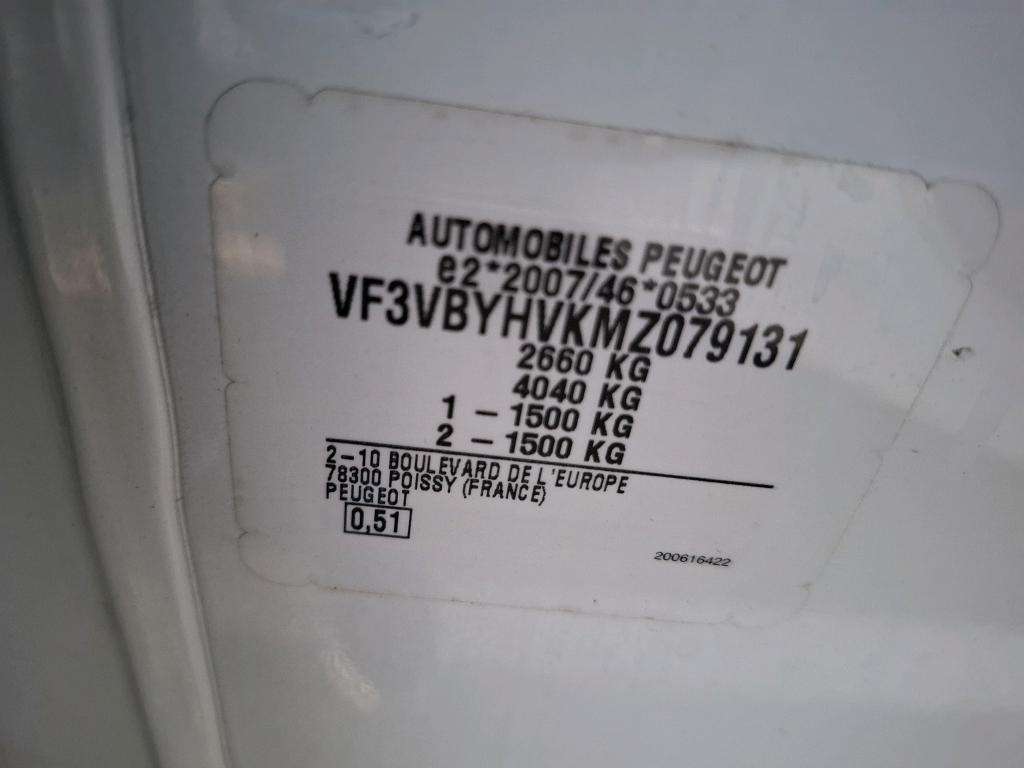 AUTOMOBILES PEUGEOT
e2*2007/46*0533
VF3VBYHVKMZ079131
2660 KG
4040 KG
1 - 1500 KG
2 - 1500 KG
2-10 BOULEVARD DE L'EUROPE
78300 POISSY (FRANCE)
PEUGEOT
0,51
200616422